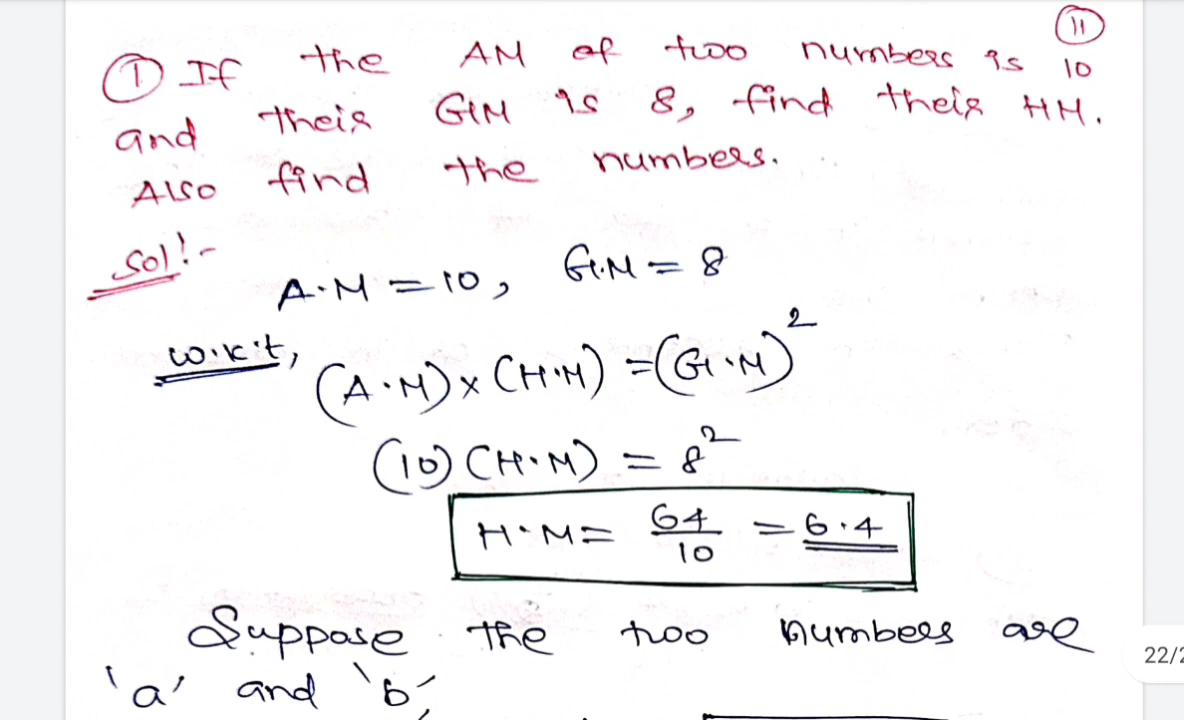 11
① If the AM of two numbers is 10
and their GM is 8, find their HM.
Also find the numbers.
Sol:-
A.M = 10, G.M = 8
w.k.t,
(A.M) x (H.M) = (G.M)²
(10) (H.M) = 8²
H.M = 64/10 = 6.4
Suppose the two numbers are
'a' and 'b',
22/2